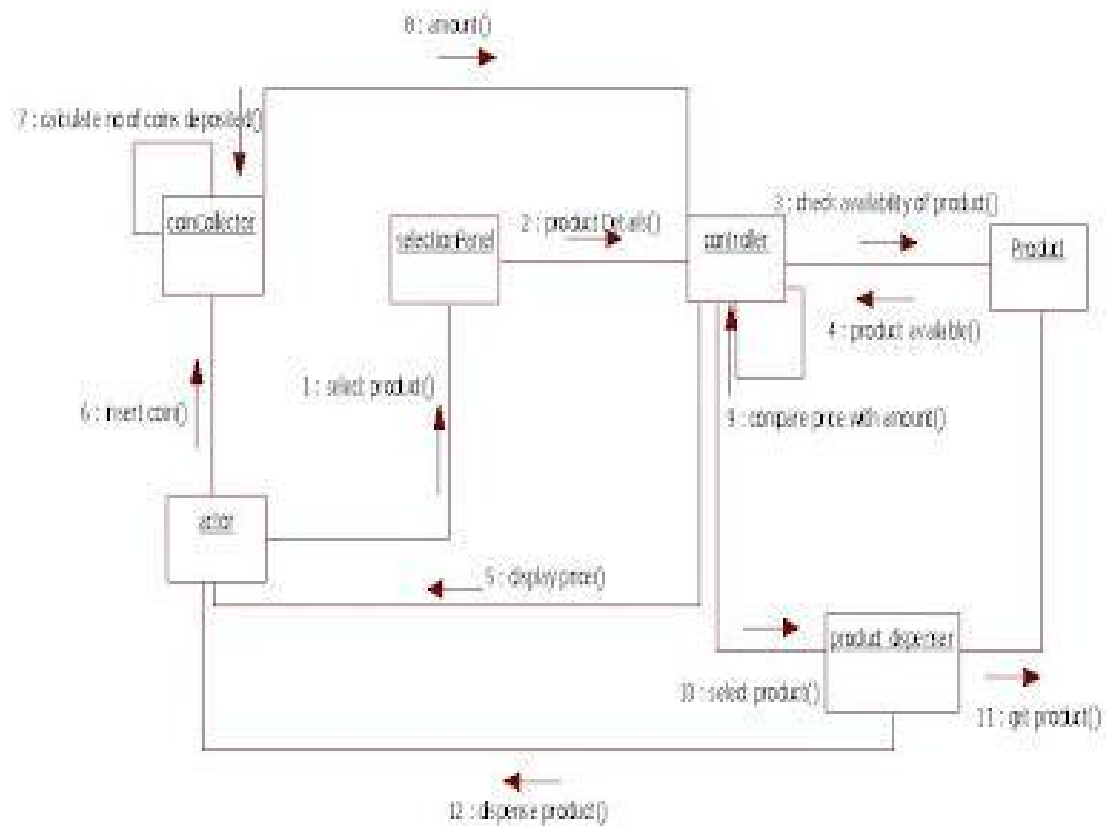 8 : amount()
7 : calculate no of coins deposited()
coinCollector
selectionPanel
2 : product Details()
controller
3 : check availability of product()
Product
4 : product available()
1 : select product()
6 : insert coin()
9 : compare price with amount()
actor
5 : display price()
product dispenser
10 : select product()
11 : get product()
12 : dispense product()